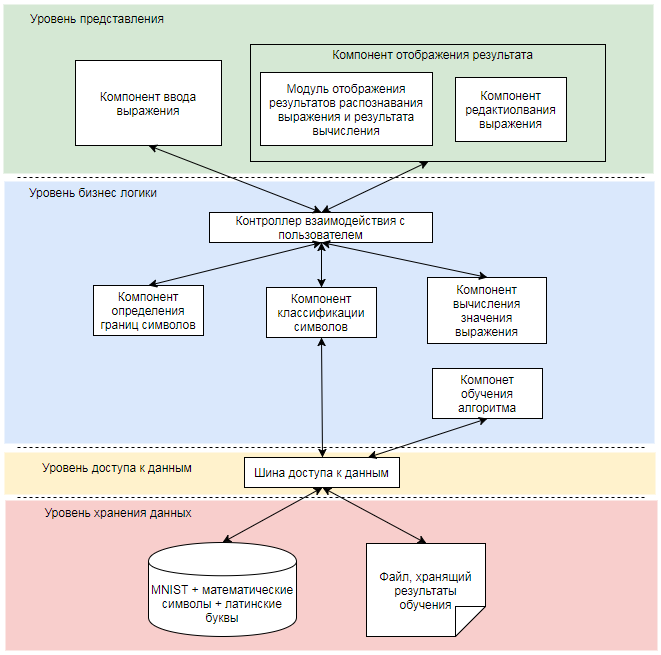 Уровень представления
Компонент отображения результата
Компонент ввода
выражения
Модуль отображения
результатов распознавания
выражения и результата
вычисления
Компонент
редактиолвания
выражения
Уровень бизнес логики
Контроллер взаимодействия с
пользователем
Компонент
определения
границ символов
Компонент
классификации
символов
Компонент
вычисления
значения
выражения
Компонет
обучения
алгоритма
Уровень доступа к данным
Шина доступа к данным
Уровень хранения данных
MNIST + математические
символы + латинские
буквы
Файл, хранящий
результаты
обучения